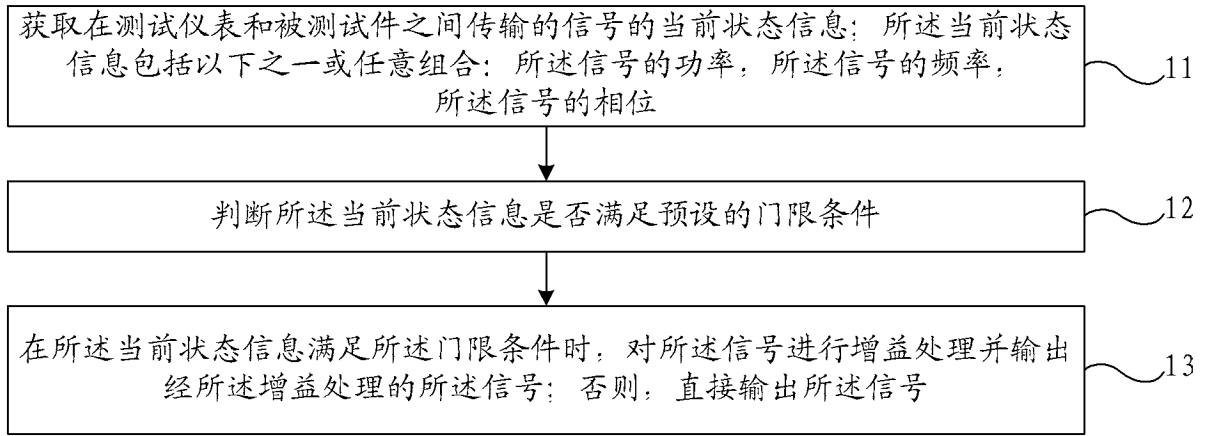 获取在测试仪表和被测试件之间传输的信号的当前状态信息；所述当前状态
信息包括以下之一或任意组合：所述信号的功率，所述信号的频率，
所述信号的相位
11
判断所述当前状态信息是否满足预设的门限条件
12
在所述当前状态信息满足所述门限条件时，对所述信号进行增益处理并输出
经所述增益处理的所述信号；否则，直接输出所述信号
13